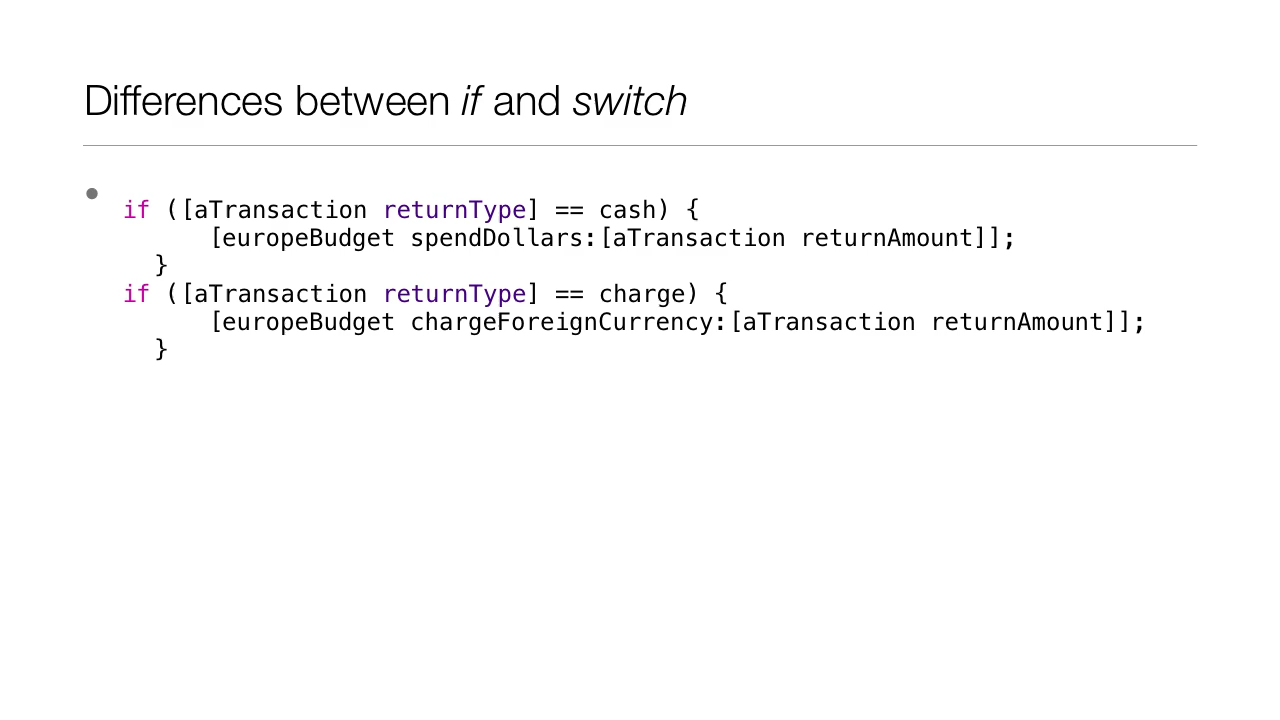 Differences between if and switch
• if ([aTransaction returnType] == cash) {
[europeBudget spendDollars:[aTransaction returnAmount]];
}
if ([aTransaction returnType] == charge) {
[europeBudget chargeForeignCurrency:[aTransaction returnAmount]];
}